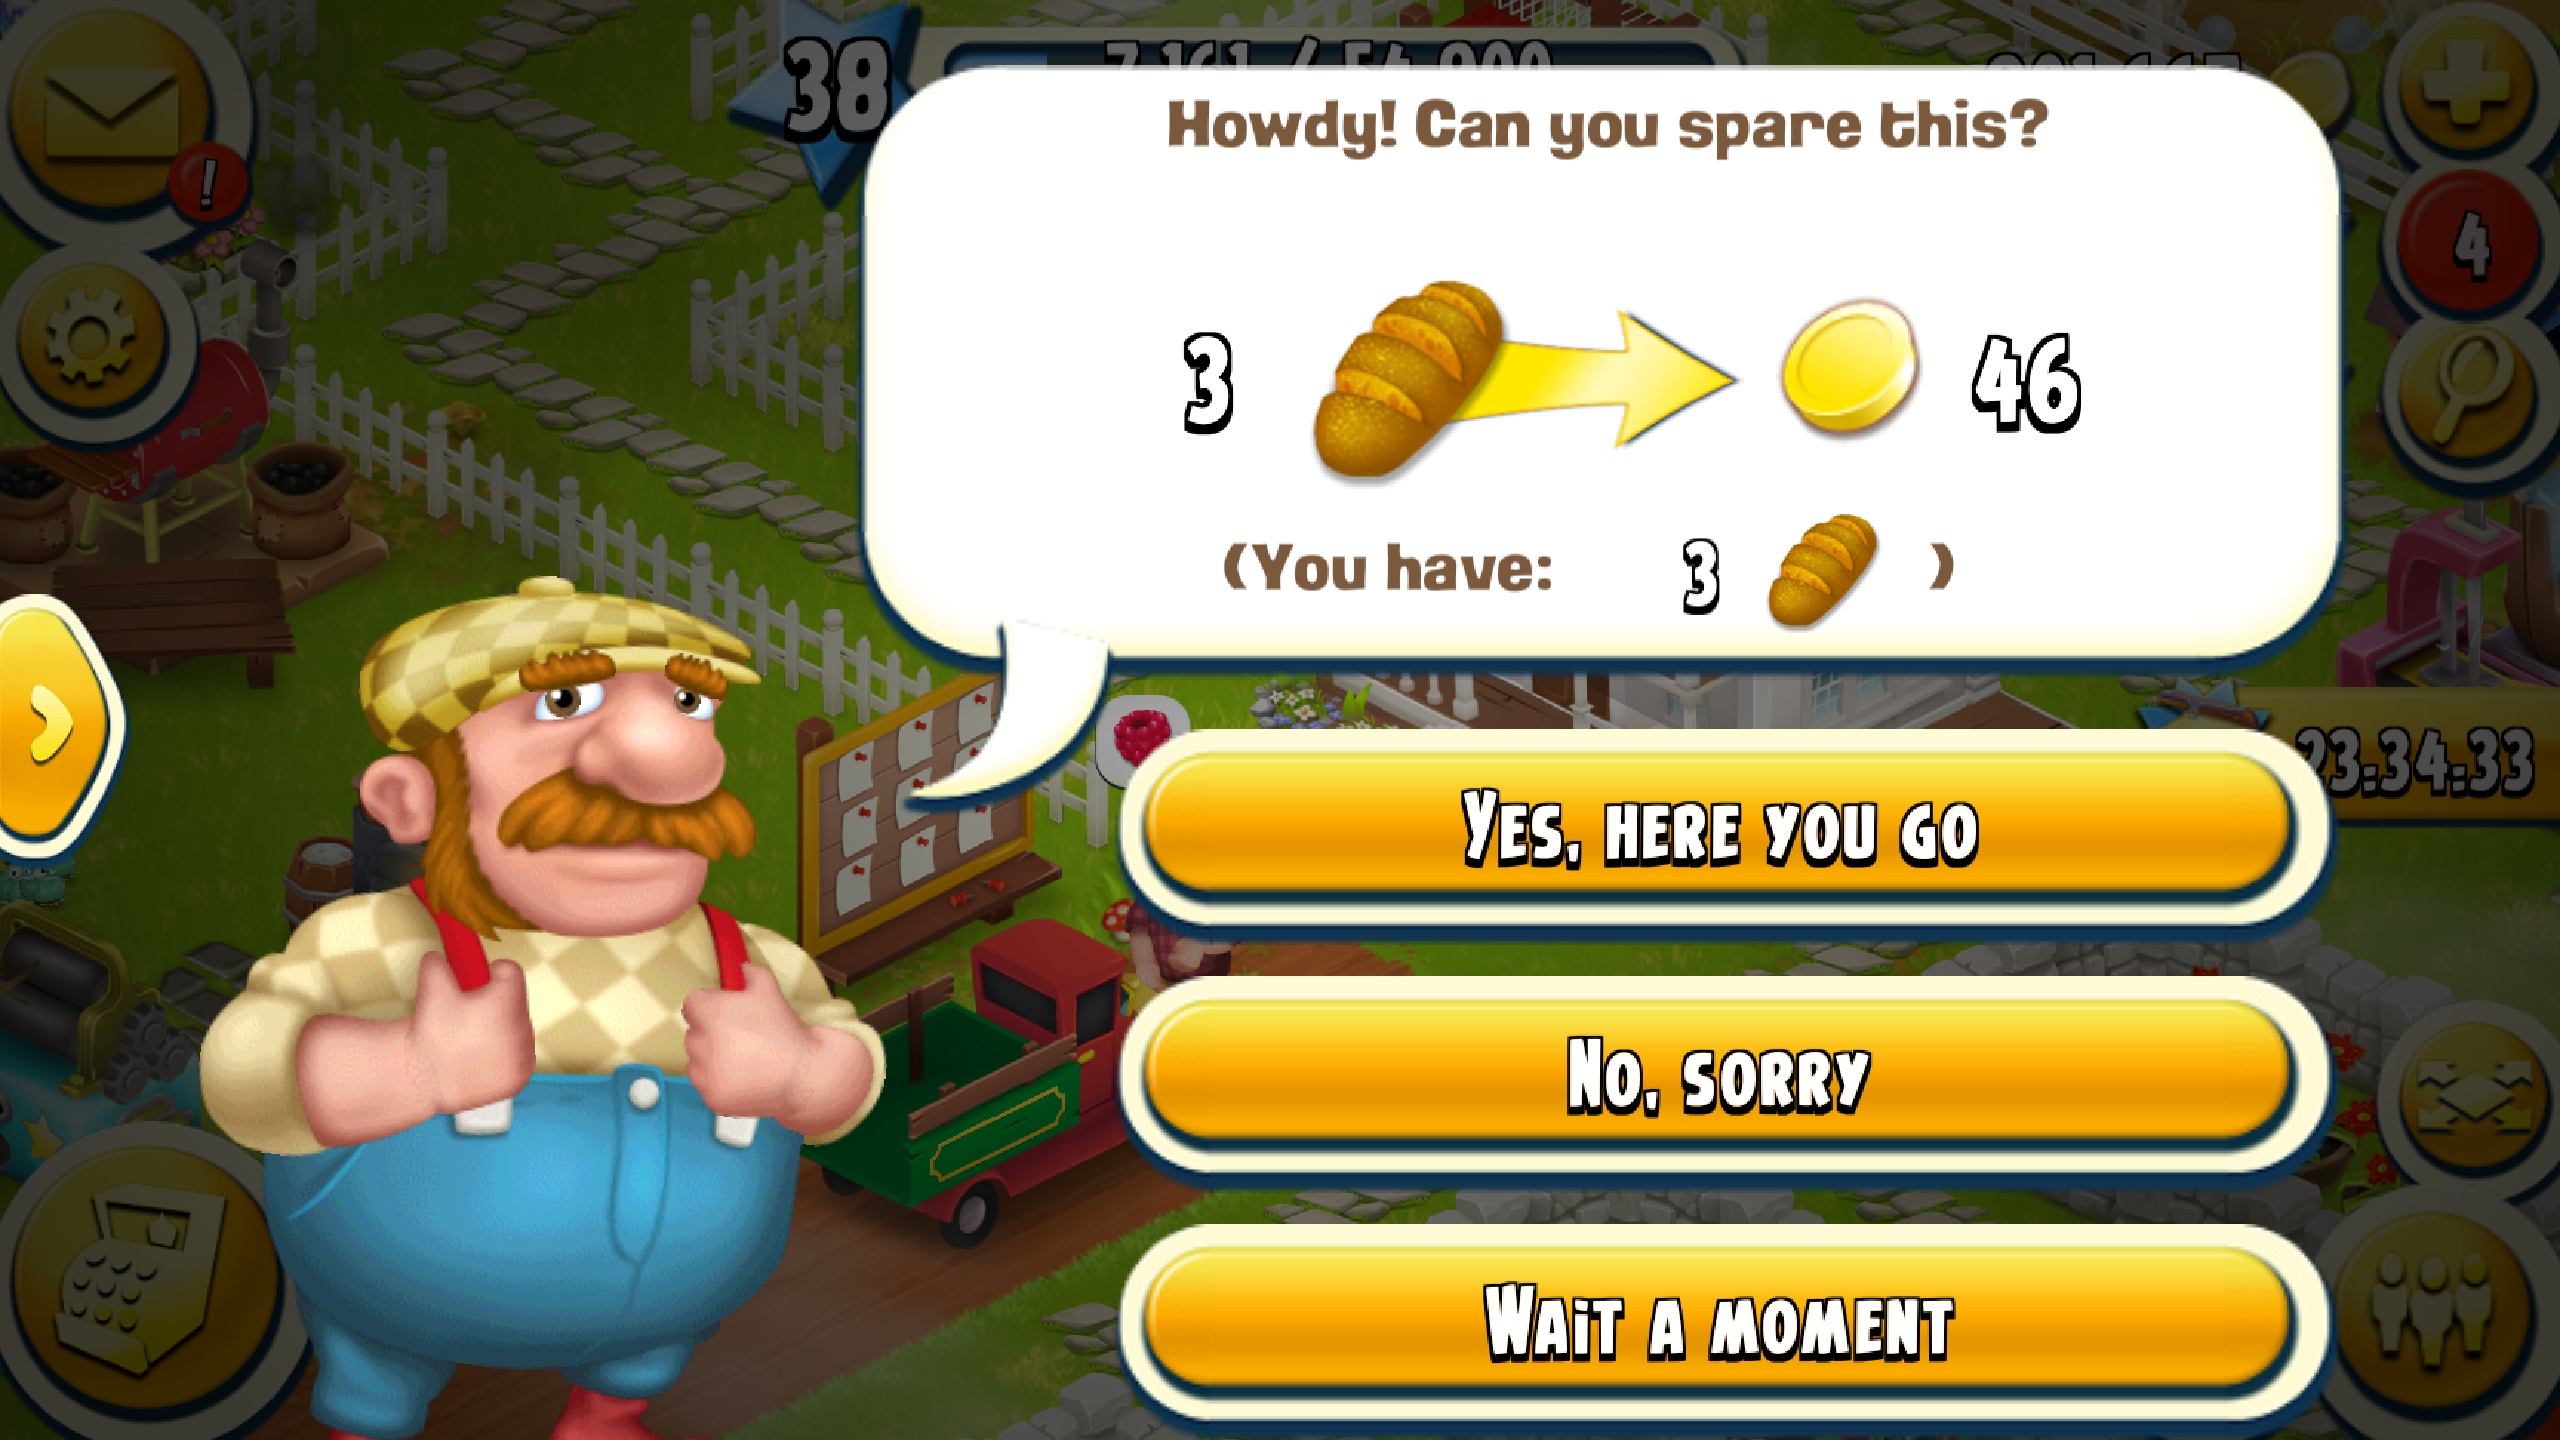 38
Howdy! Can you spare this?
3
46
(You have: 3 )
4
!
23:34:33
Yes, here you go
No, sorry
Wait a moment